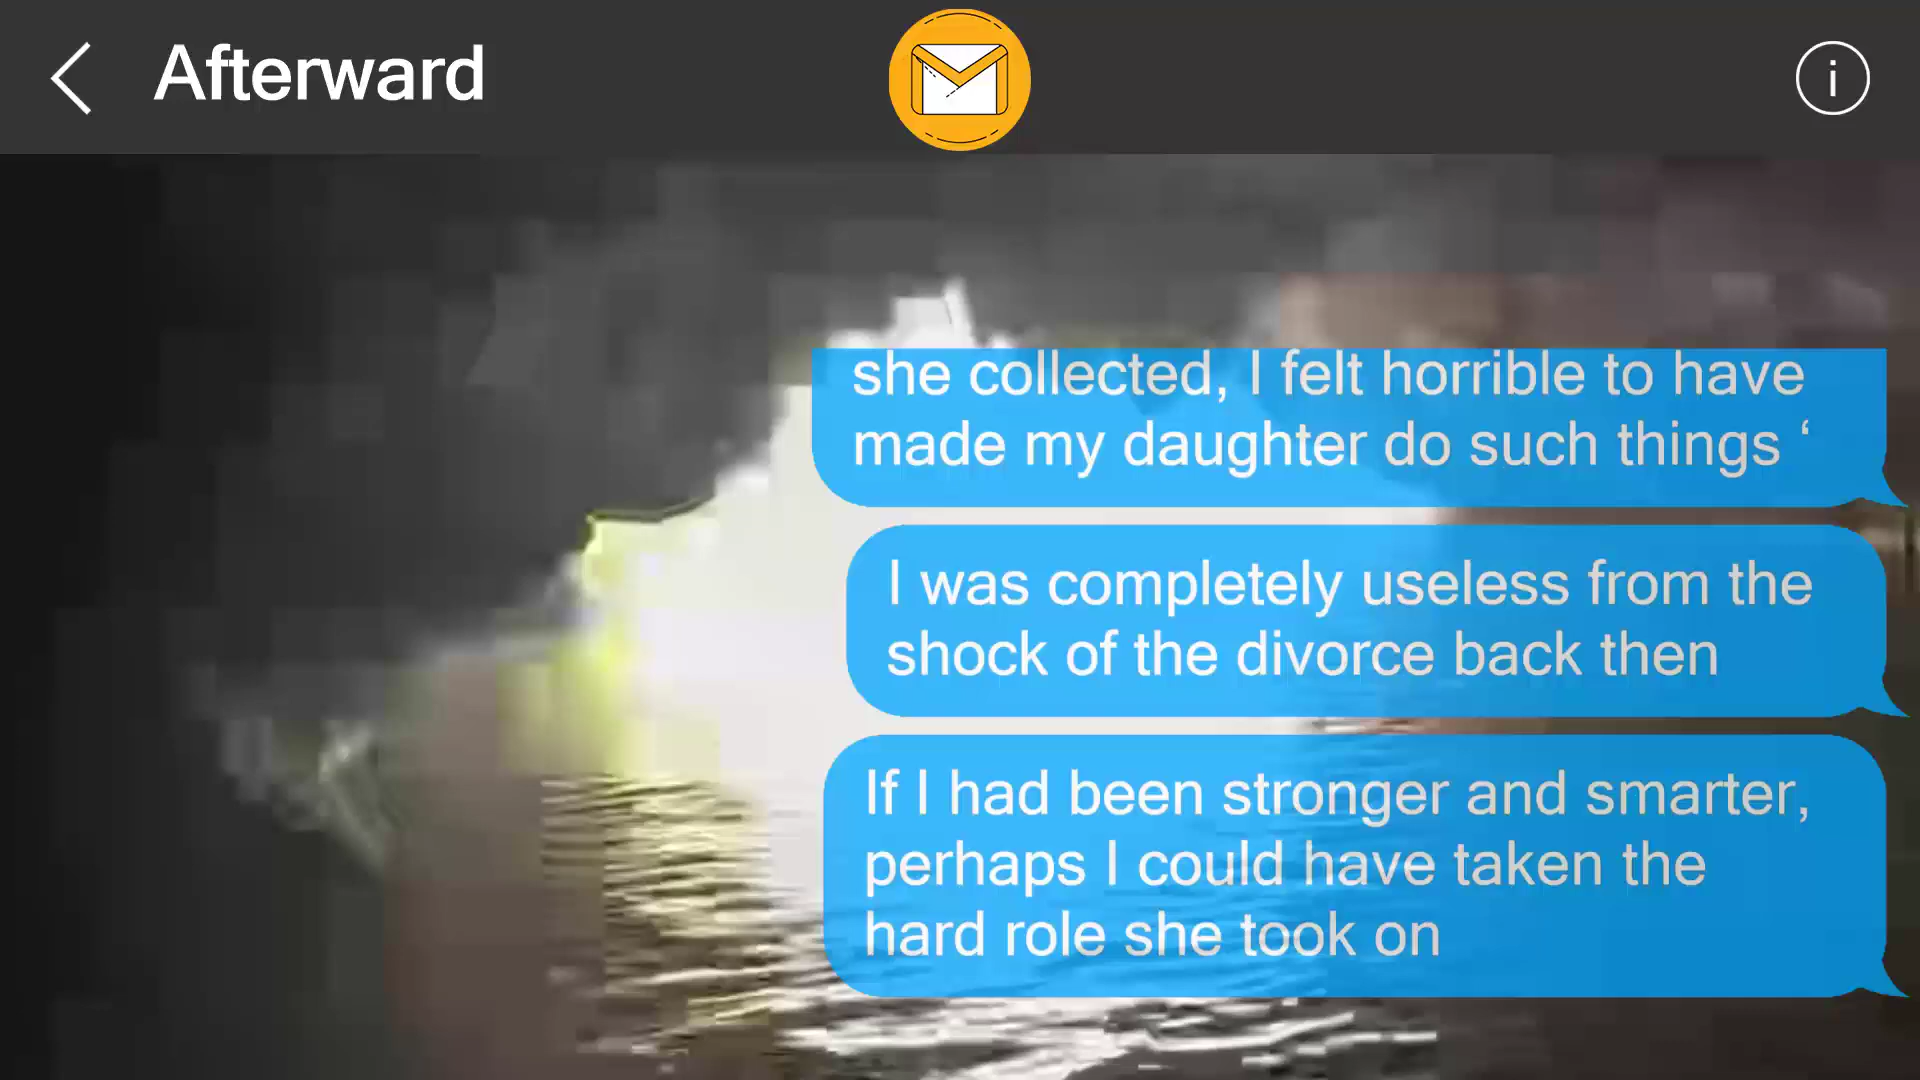 Afterward
i
she collected, I felt horrible to have
made my daughter do such things ‘
I was completely useless from the
shock of the divorce back then
If I had been stronger and smarter,
perhaps I could have taken the
hard role she took on